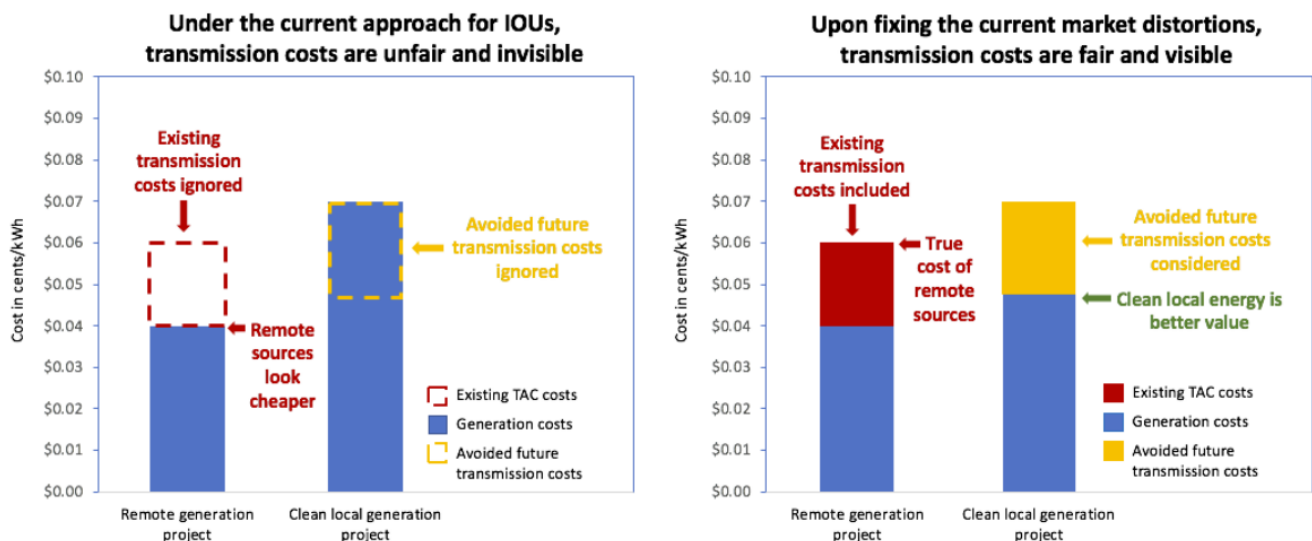 Under the current approach for IOUs,
transmission costs are unfair and invisible
$0.10
$0.09
$0.08
$0.07
$0.06
$0.05
$0.04
$0.03
$0.02
$0.01
$0.00
Cost in cents/kWh
Existing
transmission
costs ignored
Avoided future
transmission costs
ignored
Remote
sources
look
cheaper
Existing TAC costs
Generation costs
Avoided future
transmission costs
Remote generation
project
Clean local generation
project
Upon fixing the current market distortions,
transmission costs are fair and visible
$0.10
$0.09
$0.08
$0.07
$0.06
$0.05
$0.04
$0.03
$0.02
$0.01
$0.00
Cost in cents/kWh
Existing
transmission
costs included
True
cost of
remote
sources
Avoided future
transmission costs
considered
Clean local energy is
better value
Existing TAC costs
Generation costs
Avoided future
transmission costs
Remote generation
project
Clean local generation
project